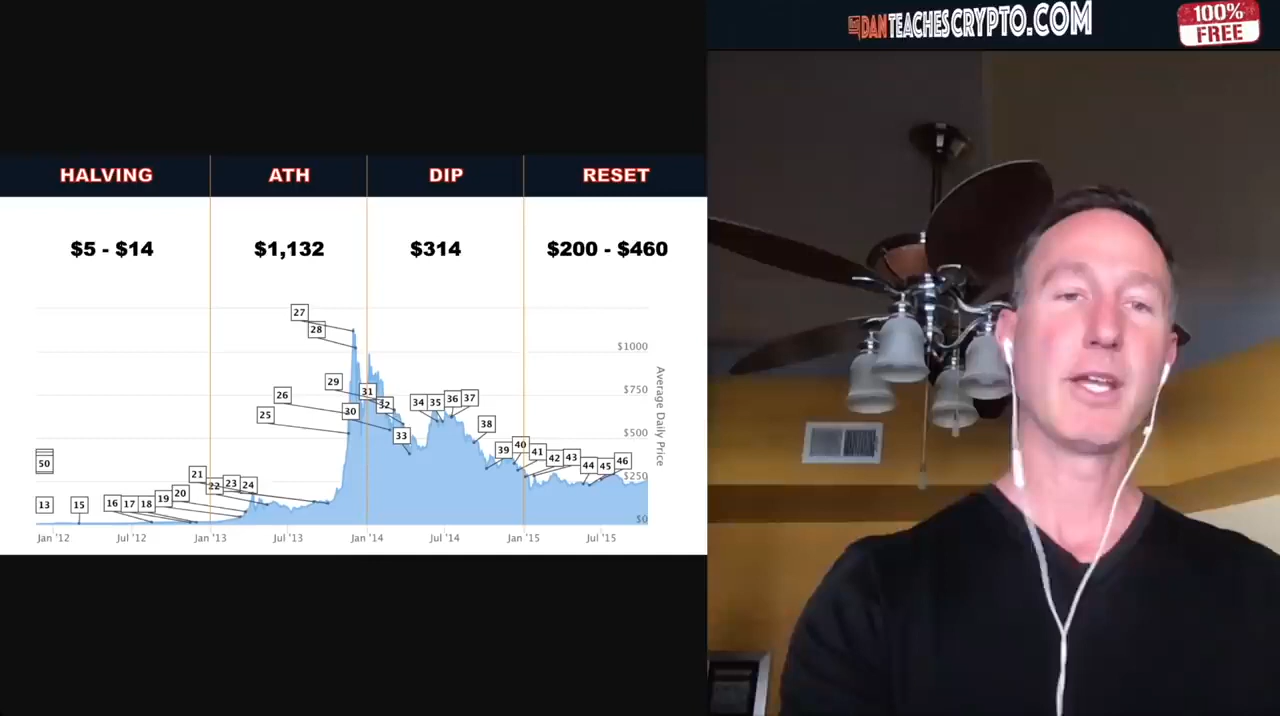 DANTEACHESCRYPTO.COM
100%
FREE
HALVING ATH DIP RESET
$5 - $14 $1,132 $314 $200 - $460
27
28
$1000
29
31
$750
26
32
34 35 36 37
25
30
38
33
$500
40
39
41
42 43
44 45 46
50
21
22 23 24
$250
20
19
13 15 16 17 18
$0
Average Daily Price
Jan '12 Jul '12 Jan '13 Jul '13 Jan '14 Jul '14 Jan '15 Jul '15